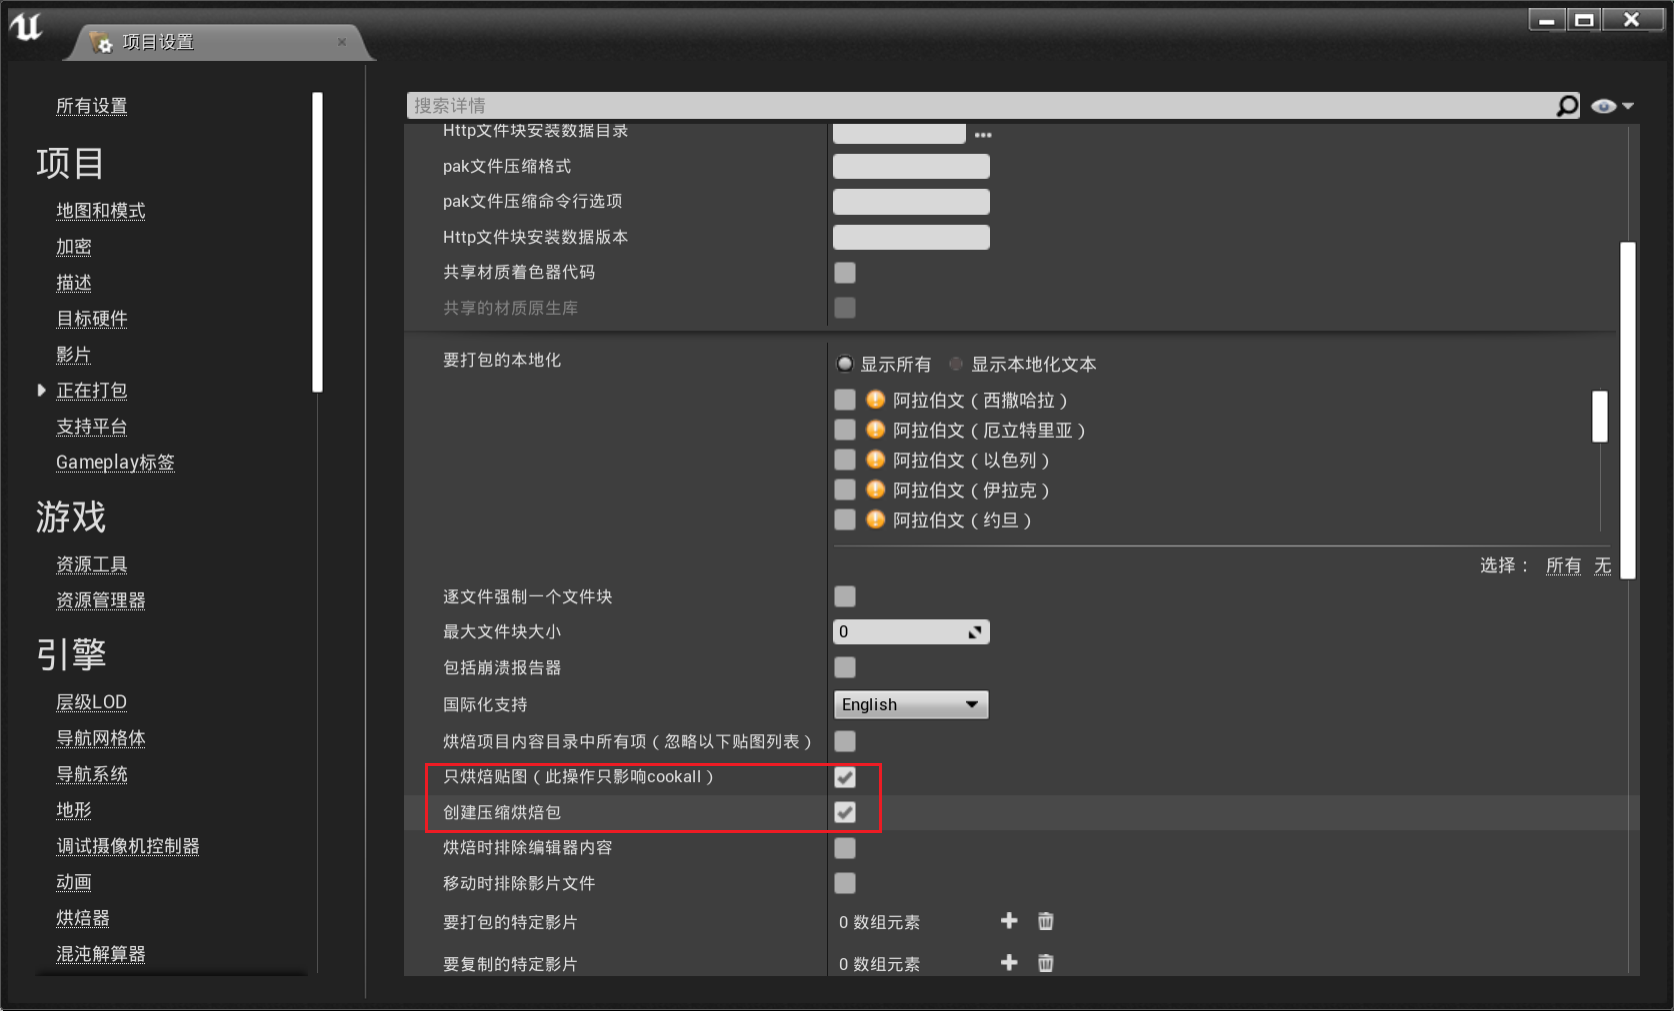 项目设置
所有设置
项目
地图和模式
加密
描述
目标硬件
影片
正在打包
支持平台
Gameplay标签
游戏
资源工具
资源管理器
引擎
层级LOD
导航网格体
导航系统
地形
调试摄像机控制器
动画
烘焙器
混沌解算器
搜索详情
Http文件块安装数据目录
pak文件压缩格式
pak文件压缩命令行选项
Http文件块安装数据版本
共享材质着色器代码
共享的材质原生库
要打包的本地化
显示所有 显示本地化文本
阿拉伯文（西撒哈拉）
阿拉伯文（厄立特里亚）
阿拉伯文（以色列）
阿拉伯文（伊拉克）
阿拉伯文（约旦）
选择： 所有 无
逐文件强制一个文件块
最大文件块大小 0
包括崩溃报告器
国际化支持 English
烘焙项目内容目录中所有项（忽略以下贴图列表）
只烘焙贴图（此操作只影响cookall）
创建压缩烘焙包
烘焙时排除编辑器内容
移动时排除影片文件
要打包的特定影片 0 数组元素
要复制的特定影片 0 数组元素